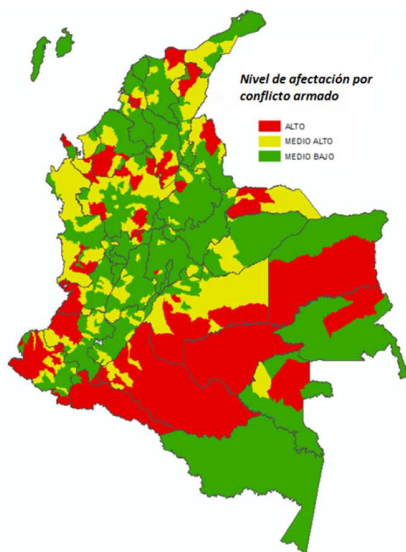 Nivel de afectación por
conflicto armado
ALTO
MEDIO ALTO
MEDIO BAJO